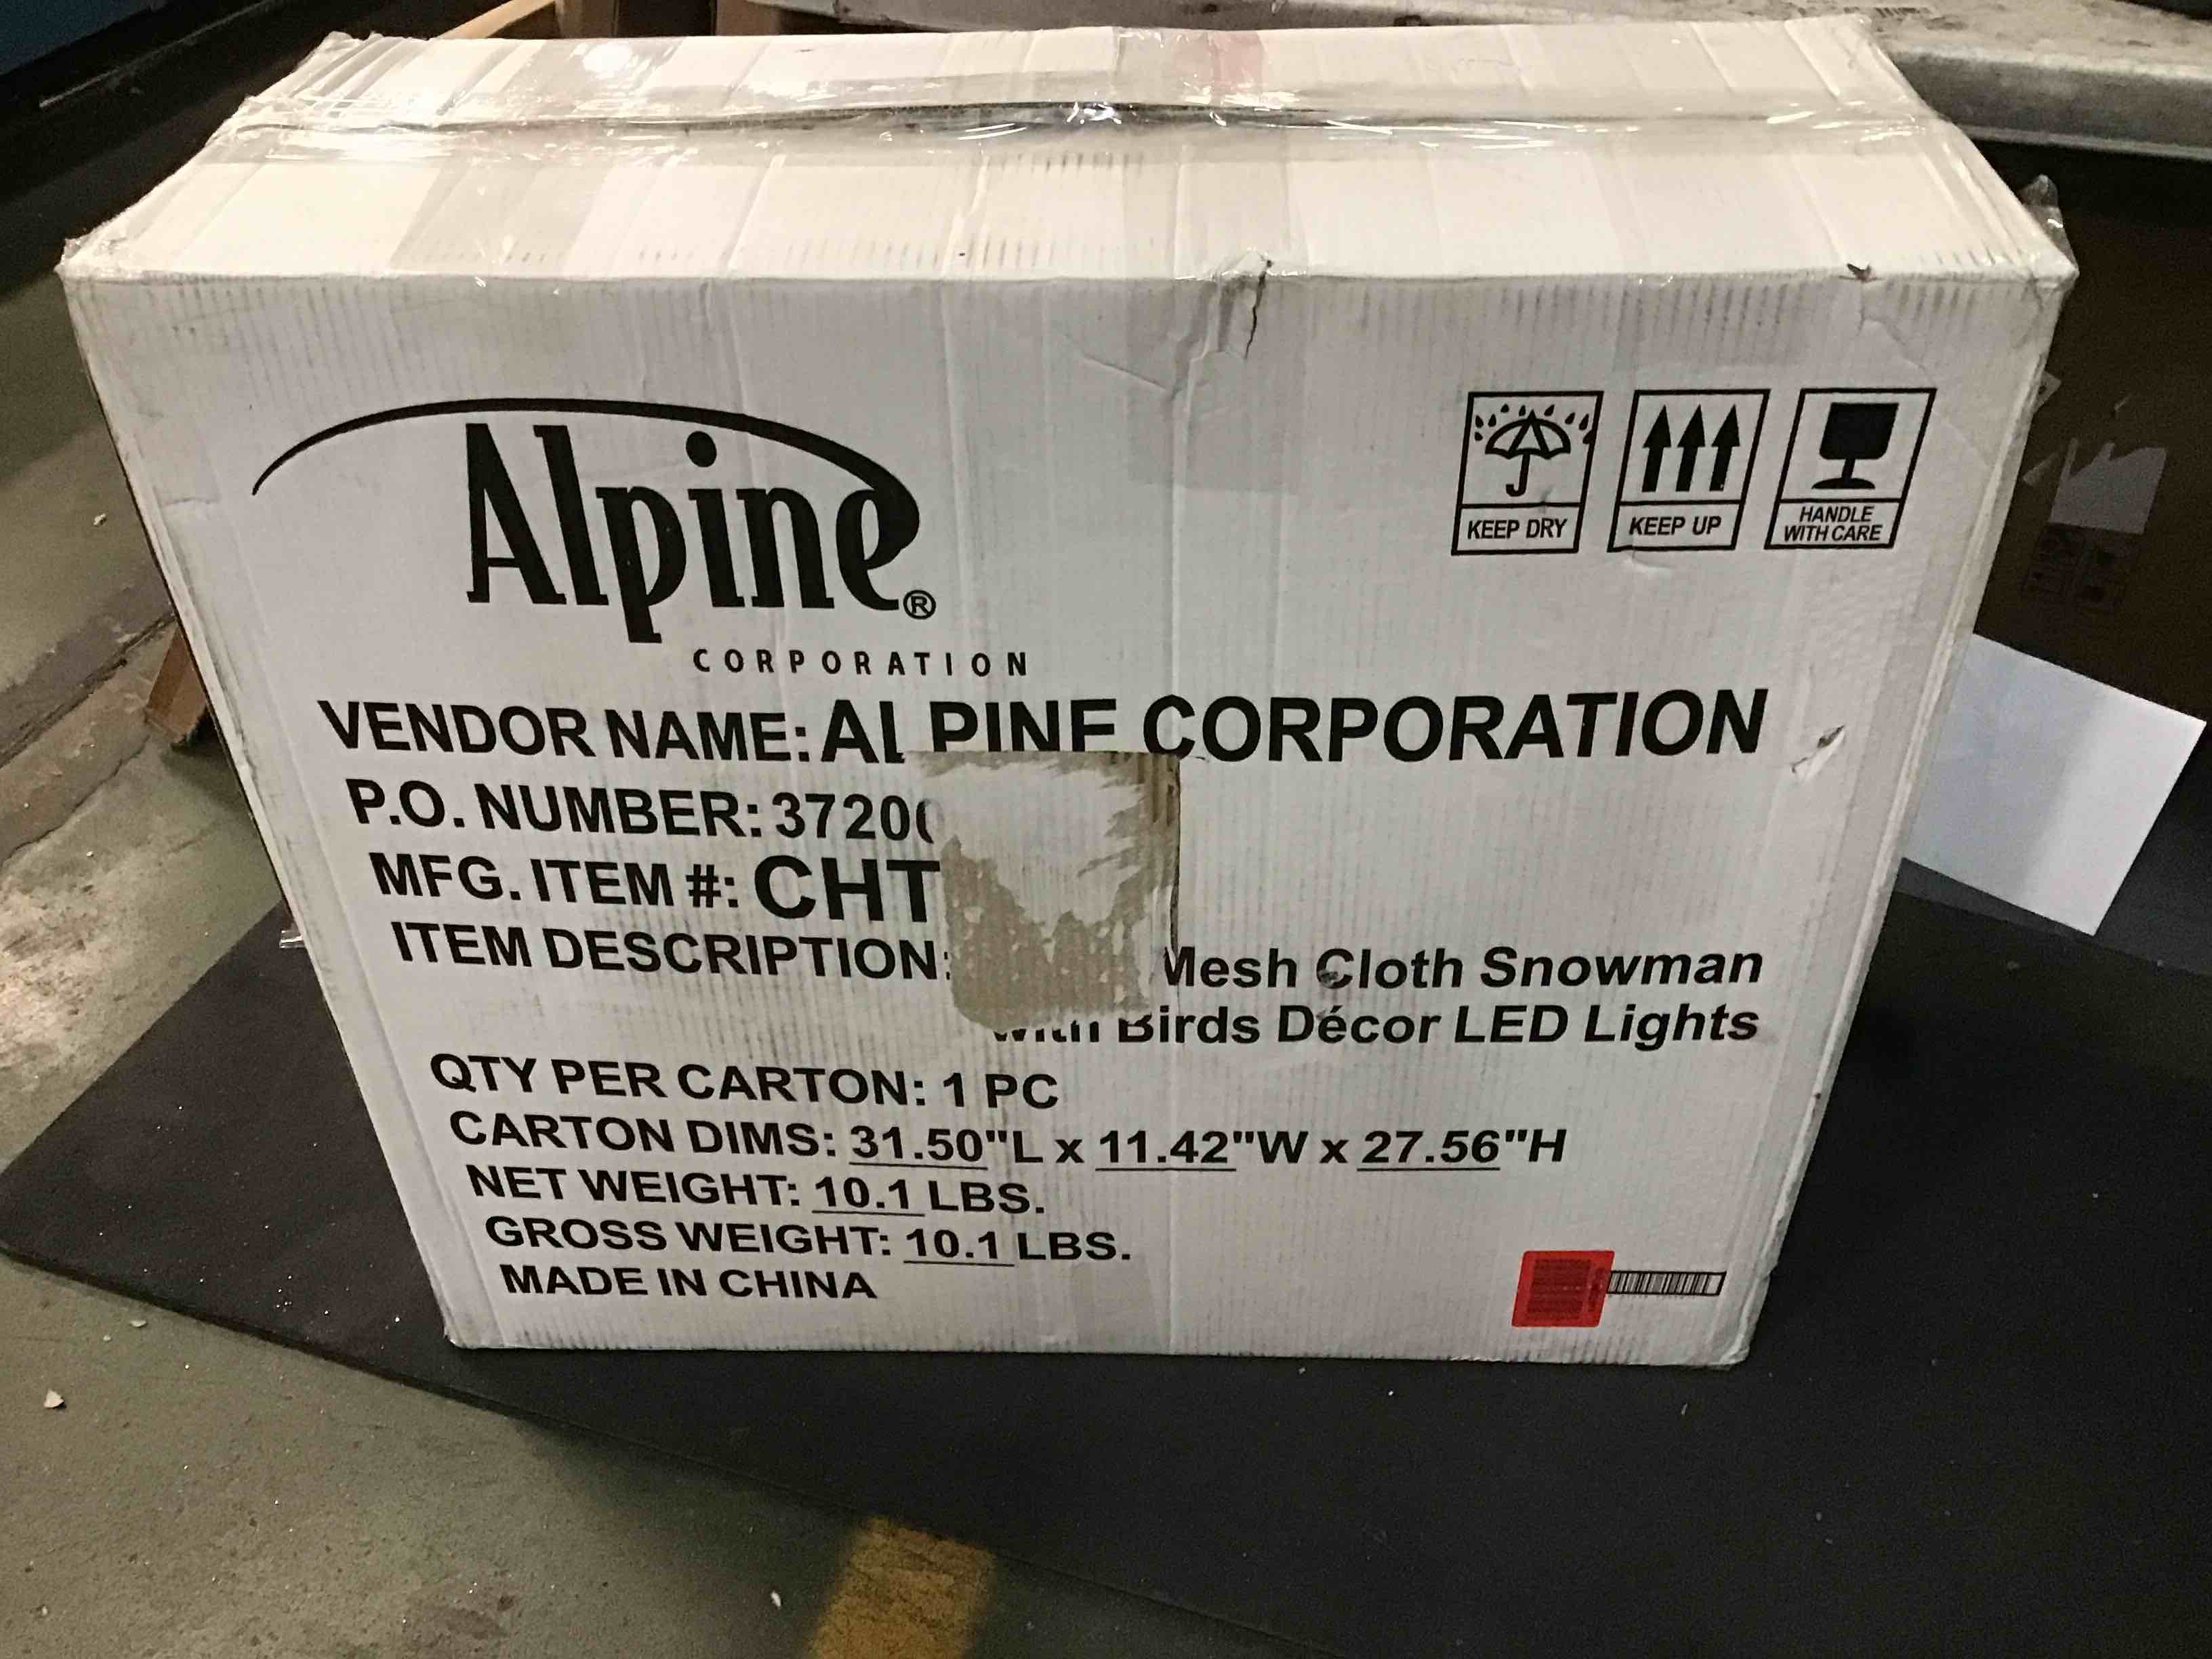 Alpine®
CORPORATION
KEEP DRY
KEEP UP
HANDLE
WITH CARE
VENDOR NAME: ALPINE CORPORATION
P.O. NUMBER: 3720
MFG. ITEM #: CHT
ITEM DESCRIPTION: Mesh Cloth Snowman
with Birds Décor LED Lights
QTY PER CARTON: 1 PC
CARTON DIMS: 31.50"L x 11.42"W x 27.56"H
NET WEIGHT: 10.1 LBS.
GROSS WEIGHT: 10.1 LBS.
MADE IN CHINA